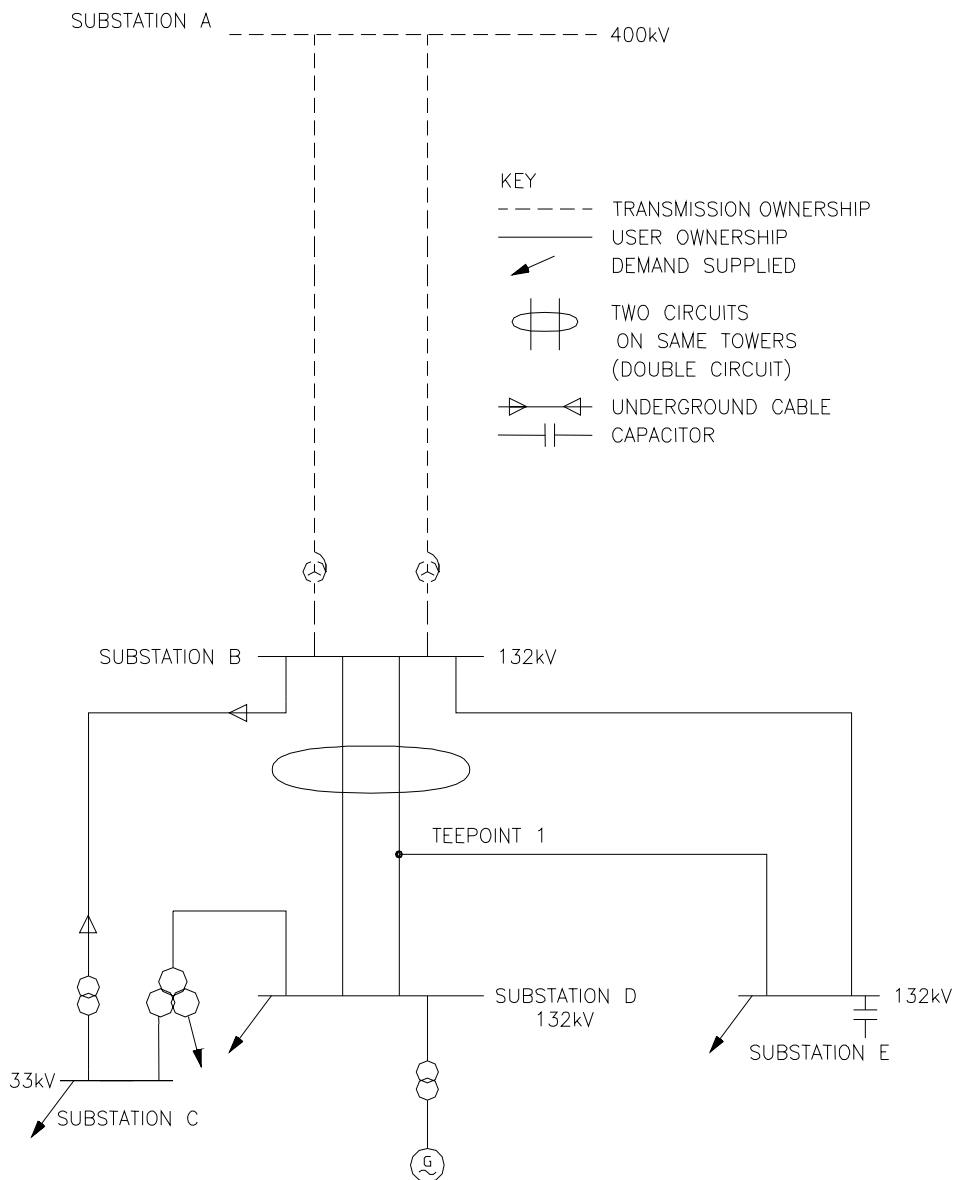 SUBSTATION A
400kV
KEY
TRANSMISSION OWNERSHIP
USER OWNERSHIP
DEMAND SUPPLIED
TWO CIRCUITS
ON SAME TOWERS
(DOUBLE CIRCUIT)
UNDERGROUND CABLE
CAPACITOR
SUBSTATION B
132kV
TEEPOINT 1
SUBSTATION D
132kV
132kV
SUBSTATION E
33kV
SUBSTATION C
G